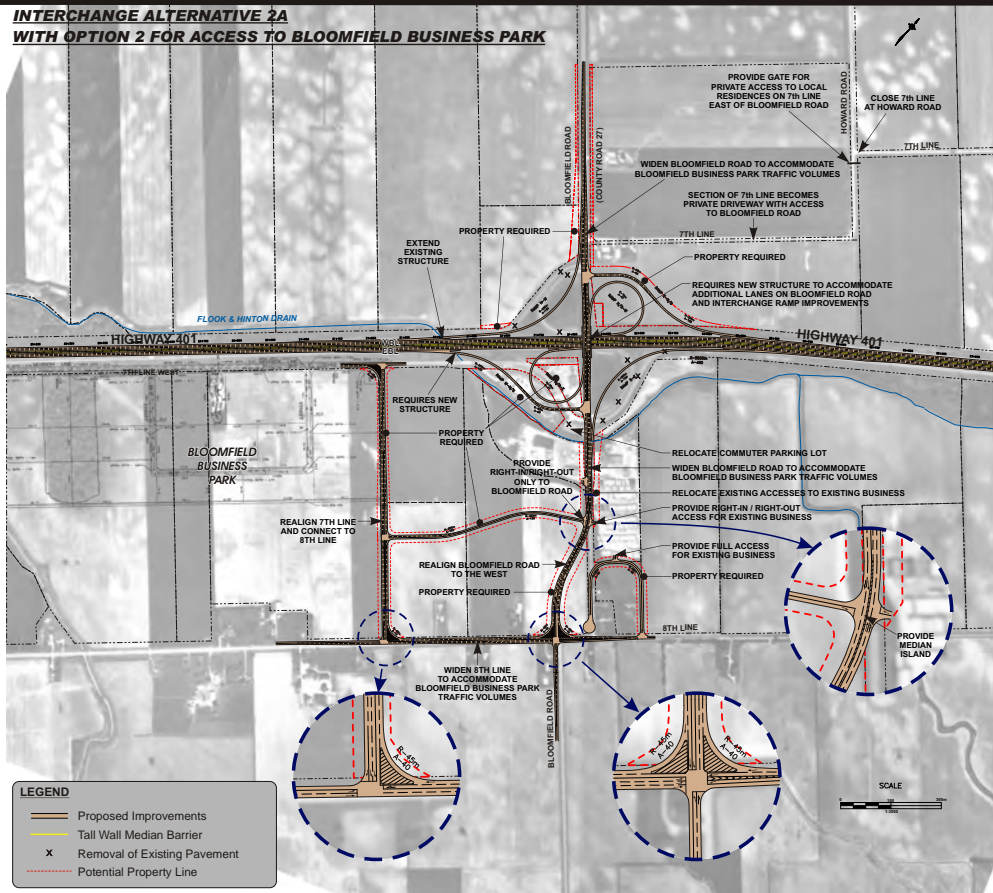 INTERCHANGE ALTERNATIVE 2A
WITH OPTION 2 FOR ACCESS TO BLOOMFIELD BUSINESS PARK
PROVIDE GATE FOR
PRIVATE ACCESS TO LOCAL
RESIDENCES ON 7th LINE
EAST OF BLOOMFIELD ROAD
HOWARD ROAD
CLOSE 7th LINE
AT HOWARD ROAD
7TH LINE
BLOOMFIELD ROAD
(COUNTY ROAD 27)
WIDEN BLOOMFIELD ROAD TO ACCOMMODATE
BLOOMFIELD BUSINESS PARK TRAFFIC VOLUMES
SECTION OF 7th LINE BECOMES
PRIVATE DRIVEWAY WITH ACCESS
TO BLOOMFIELD ROAD
7TH LINE
PROPERTY REQUIRED
EXTEND
EXISTING
STRUCTURE
PROPERTY REQUIRED
REQUIRES NEW STRUCTURE TO ACCOMMODATE
ADDITIONAL LANES ON BLOOMFIELD ROAD
AND INTERCHANGE RAMP IMPROVEMENTS
FLOOK & HINTON DRAIN
HIGHWAY 401
WBL
EBL
HIGHWAY 401
7TH LINE WEST
REQUIRES NEW
STRUCTURE
PROPERTY
REQUIRED
BLOOMFIELD
BUSINESS
PARK
RELOCATE COMMUTER PARKING LOT
PROVIDE
RIGHT-IN/RIGHT-OUT
ONLY TO
BLOOMFIELD ROAD
WIDEN BLOOMFIELD ROAD TO ACCOMMODATE
BLOOMFIELD BUSINESS PARK TRAFFIC VOLUMES
RELOCATE EXISTING ACCESSES TO EXISTING BUSINESS
PROVIDE RIGHT-IN / RIGHT-OUT
ACCESS FOR EXISTING BUSINESS
REALIGN 7TH LINE
AND CONNECT TO
8TH LINE
PROVIDE FULL ACCESS
FOR EXISTING BUSINESS
REALIGN BLOOMFIELD ROAD
TO THE WEST
PROPERTY REQUIRED
PROPERTY REQUIRED
8TH LINE
PROVIDE
MEDIAN
ISLAND
WIDEN 8TH LINE
TO ACCOMMODATE
BLOOMFIELD BUSINESS PARK
TRAFFIC VOLUMES
BLOOMFIELD ROAD
R-45m
A-40
R-45m
A-40
R-45m
A-40
SCALE
LEGEND
Proposed Improvements
Tall Wall Median Barrier
x Removal of Existing Pavement
Potential Property Line